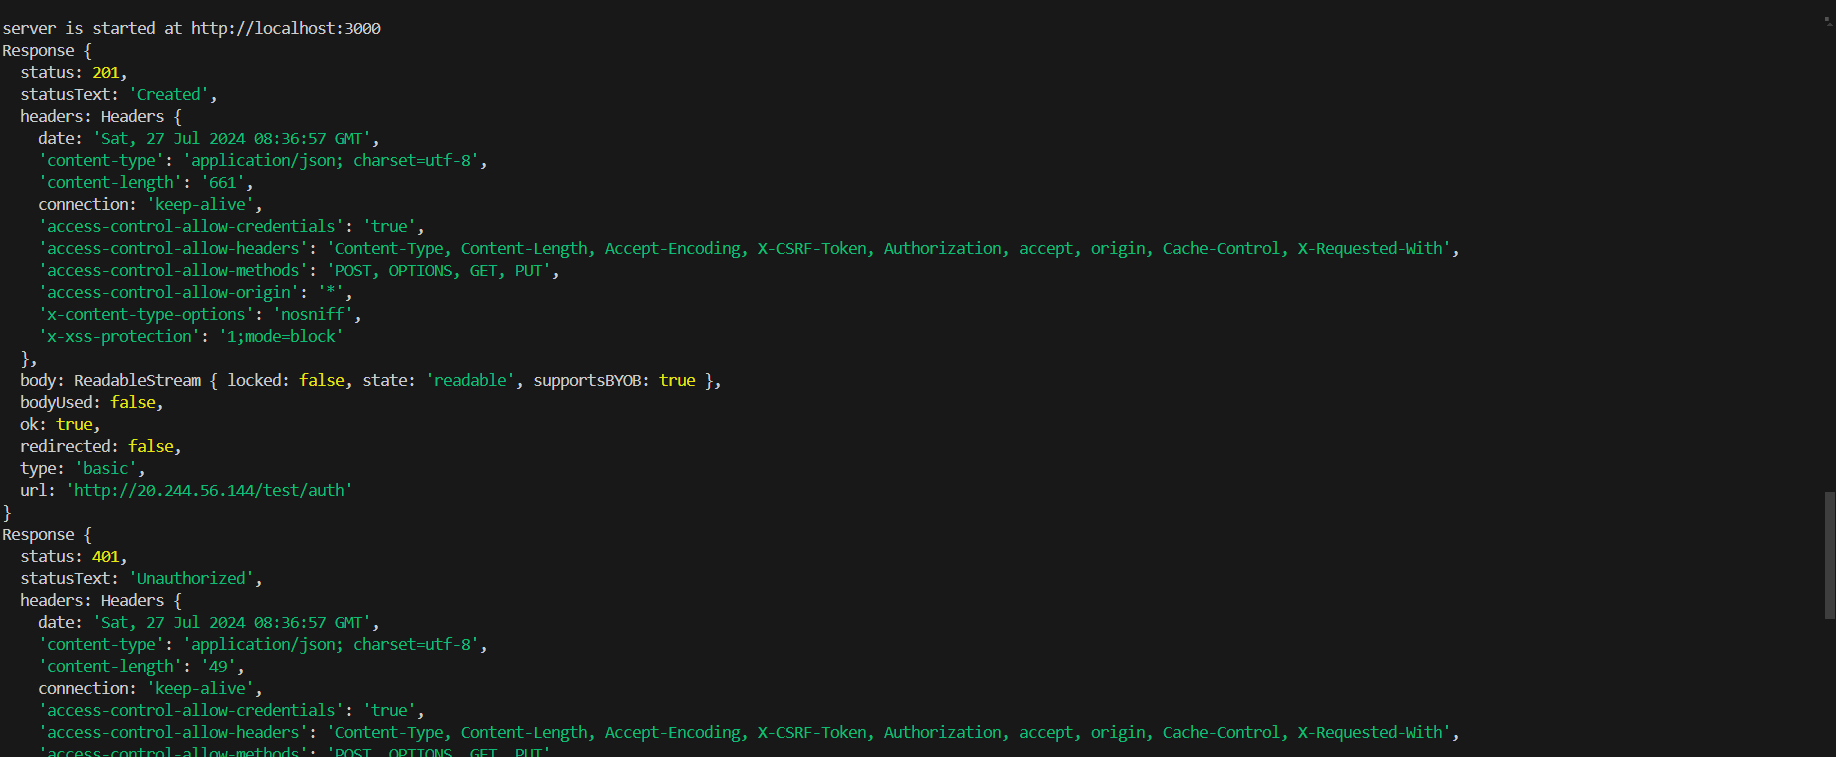 server is started at http://localhost:3000
Response {
  status: 201,
  statusText: 'Created',
  headers: Headers {
    date: 'Sat, 27 Jul 2024 08:36:57 GMT',
    'content-type': 'application/json; charset=utf-8',
    'content-length': '661',
    connection: 'keep-alive',
    'access-control-allow-credentials': 'true',
    'access-control-allow-headers': 'Content-Type, Content-Length, Accept-Encoding, X-CSRF-Token, Authorization, accept, origin, Cache-Control, X-Requested-With',
    'access-control-allow-methods': 'POST, OPTIONS, GET, PUT',
    'access-control-allow-origin': '*',
    'x-content-type-options': 'nosniff',
    'x-xss-protection': '1;mode=block'
  },
  body: ReadableStream { locked: false, state: 'readable', supportsBYOB: true },
  bodyUsed: false,
  ok: true,
  redirected: false,
  type: 'basic',
  url: 'http://20.244.56.144/test/auth'
}
Response {
  status: 401,
  statusText: 'Unauthorized',
  headers: Headers {
    date: 'Sat, 27 Jul 2024 08:36:57 GMT',
    'content-type': 'application/json; charset=utf-8',
    'content-length': '49',
    connection: 'keep-alive',
    'access-control-allow-credentials': 'true',
    'access-control-allow-headers': 'Content-Type, Content-Length, Accept-Encoding, X-CSRF-Token, Authorization, accept, origin, Cache-Control, X-Requested-With',
    'access-control-allow-methods': 'POST, OPTIONS, GET, PUT'